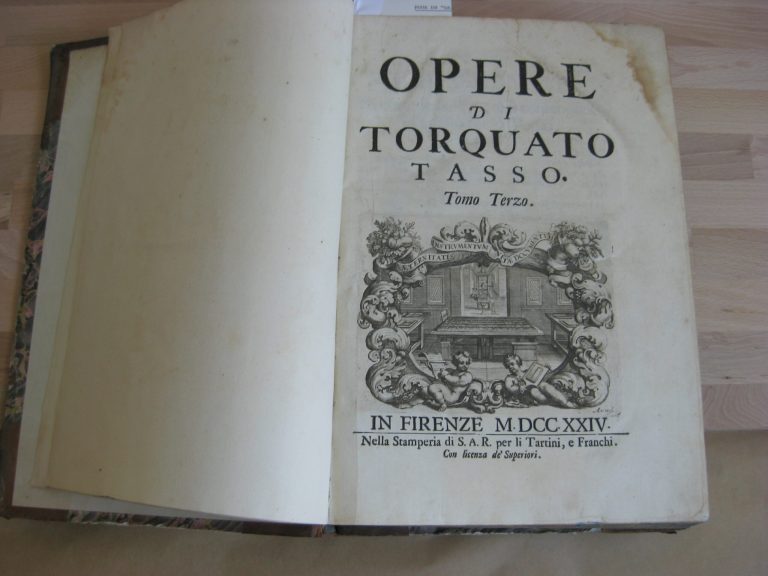 OPERE
DI
TORQUATO
TASSO.
Tomo Terzo.
IN FIRENZE M.DCC.XXIV.
Nella Stamperia di S. A. R. per li Tartini, e Franchi.
Con licenza de' Superiori.